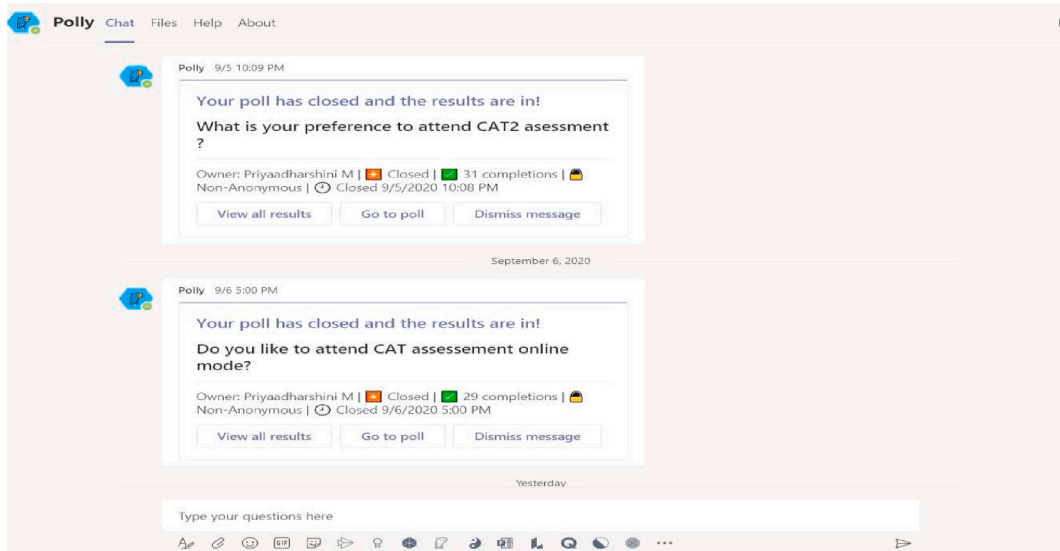 Polly Chat Files Help About
Polly 9/5 10:09 PM
Your poll has closed and the results are in!
What is your preference to attend CAT2 asessment
?
Owner: Priyaadharshini M | Closed | 31 completions |
Non-Anonymous | Closed 9/5/2020 10:08 PM
View all results Go to poll Dismiss message
September 6, 2020
Polly 9/6 5:00 PM
Your poll has closed and the results are in!
Do you like to attend CAT assessement online
mode?
Owner: Priyaadharshini M | Closed | 29 completions |
Non-Anonymous | Closed 9/6/2020 5:00 PM
View all results Go to poll Dismiss message
Yesterday
Type your questions here
GIF